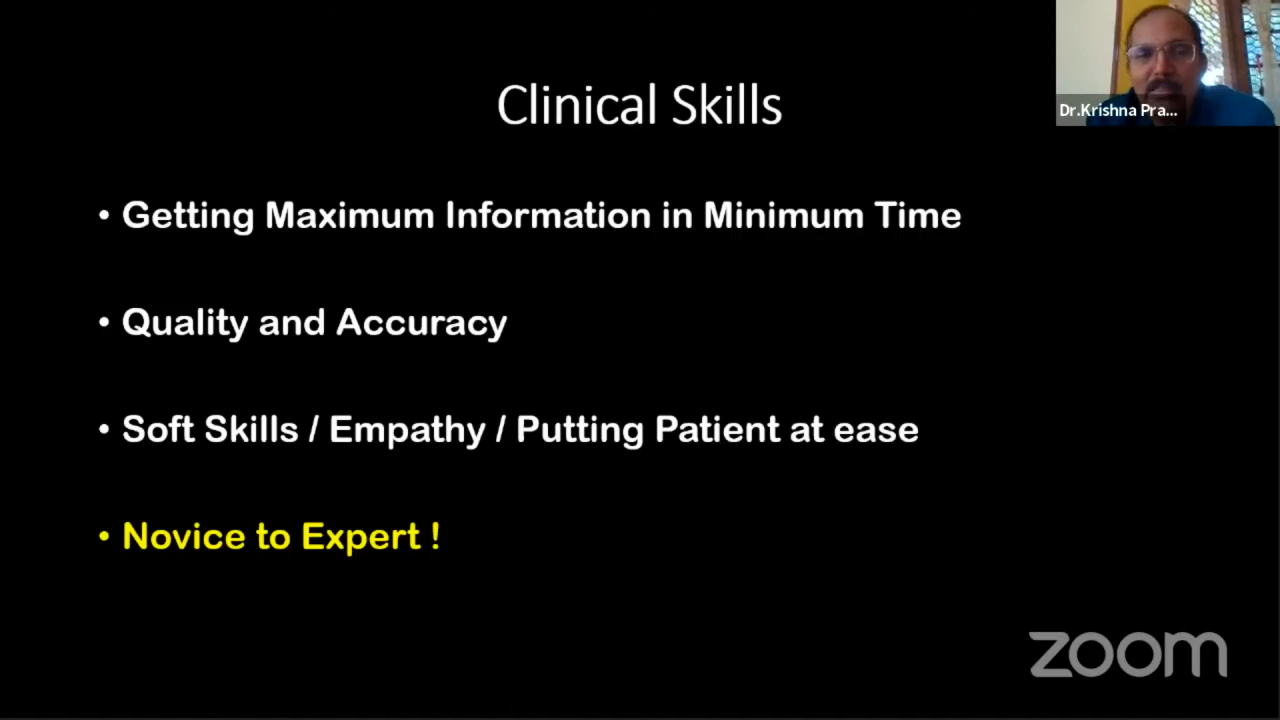 Clinical Skills
Dr.Krishna Pra...
• Getting Maximum Information in Minimum Time
• Quality and Accuracy
• Soft Skills / Empathy / Putting Patient at ease
• Novice to Expert !
zoom